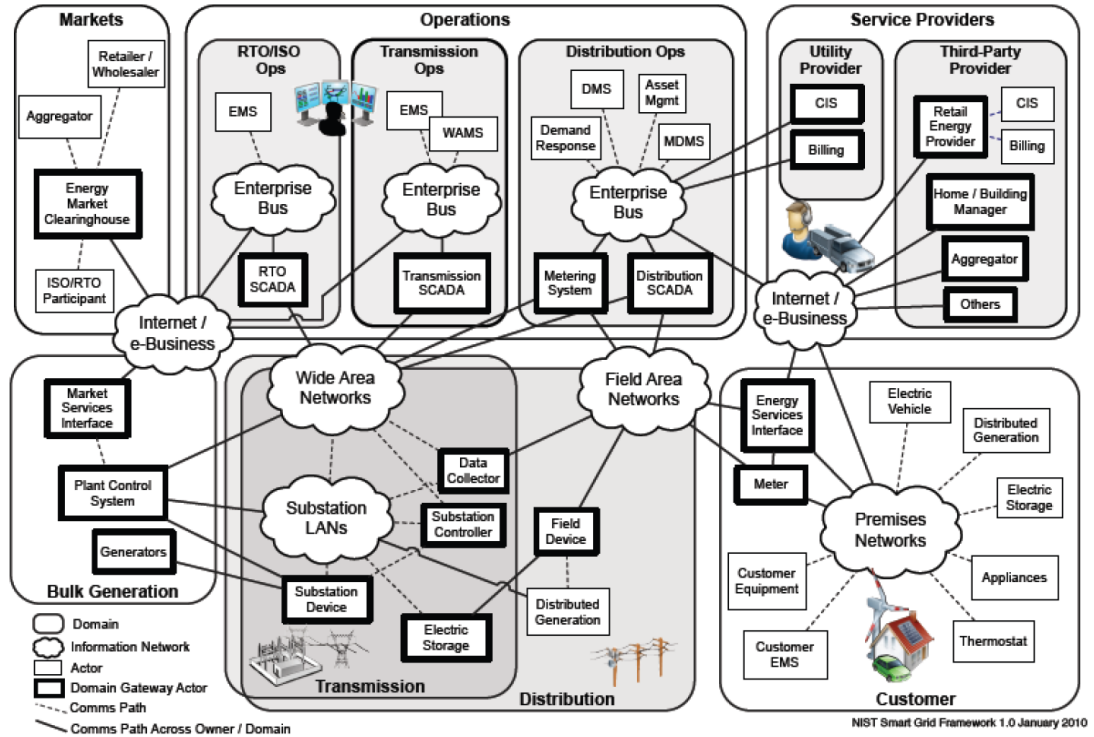 Markets
Retailer /
Wholesaler
Aggregator
Energy
Market
Clearinghouse
ISO/RTO
Participant
Internet /
e-Business
Operations
RTO/ISO
Ops
EMS
Enterprise
Bus
RTO
SCADA
Transmission
Ops
EMS
WAMS
Enterprise
Bus
Transmission
SCADA
Distribution Ops
DMS
Asset
Mgmt
Demand
Response
MDMS
Enterprise
Bus
Metering
System
Distribution
SCADA
Service Providers
Utility
Provider
CIS
Billing
Third-Party
Provider
Retail
Energy
Provider
CIS
Billing
Home / Building
Manager
Aggregator
Others
Internet /
e-Business
Market
Services
Interface
Plant Control
System
Generators
Bulk Generation
Wide Area
Networks
Substation
LANs
Data
Collector
Substation
Controller
Substation
Device
Electric
Storage
Transmission
Field Area
Networks
Field
Device
Distributed
Generation
Distribution
Energy
Services
Interface
Meter
Electric
Vehicle
Distributed
Generation
Electric
Storage
Premises
Networks
Appliances
Customer
Equipment
Customer
EMS
Thermostat
Customer
Domain
Information Network
Actor
Domain Gateway Actor
Comms Path
Comms Path Across Owner / Domain
NIST Smart Grid Framework 1.0 January 2010